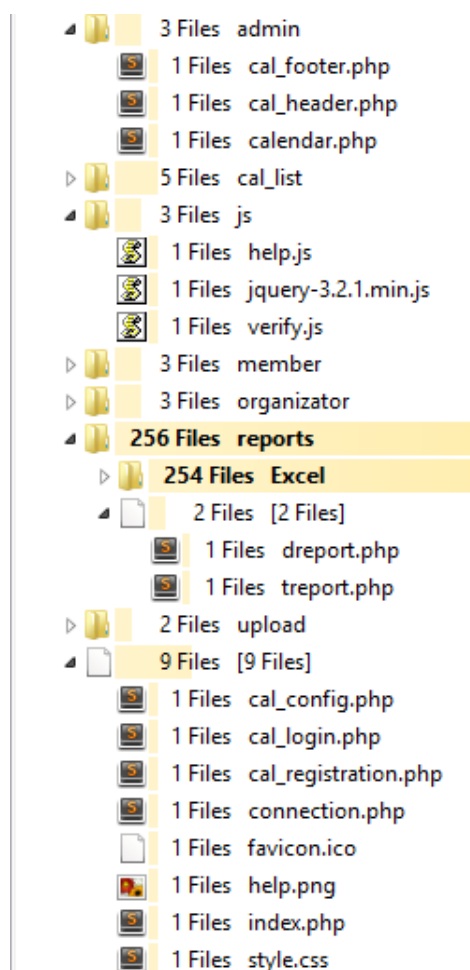 3 Files admin
1 Files cal_footer.php
1 Files cal_header.php
1 Files calendar.php
5 Files cal_list
3 Files js
1 Files help.js
1 Files jquery-3.2.1.min.js
1 Files verify.js
3 Files member
3 Files organizator
256 Files reports
254 Files Excel
2 Files [2 Files]
1 Files dreport.php
1 Files treport.php
2 Files upload
9 Files [9 Files]
1 Files cal_config.php
1 Files cal_login.php
1 Files cal_registration.php
1 Files connection.php
1 Files favicon.ico
1 Files help.png
1 Files index.php
1 Files style.css